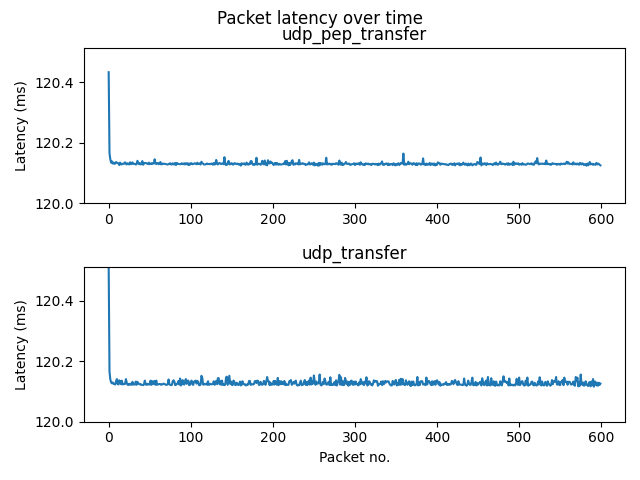 Packet latency over time
udp_pep_transfer
Latency (ms)
120.4
120.2
120.0
0 100 200 300 400 500 600
udp_transfer
Latency (ms)
120.4
120.2
120.0
0 100 200 300 400 500 600
Packet no.